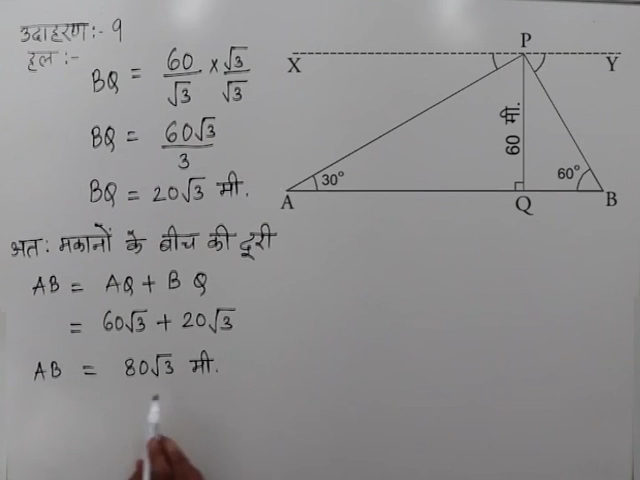 उदाहरण:- 9
हल :-
BQ = 60/√3 × √3/√3
BQ = 60√3/3
BQ = 20√3 मी.
अत: मकानों के बीच की दूरी
AB = AQ + BQ
= 60√3 + 20√3
AB = 80√3 मी.
P
X
Y
60 मी.
30°
60°
A
Q
B